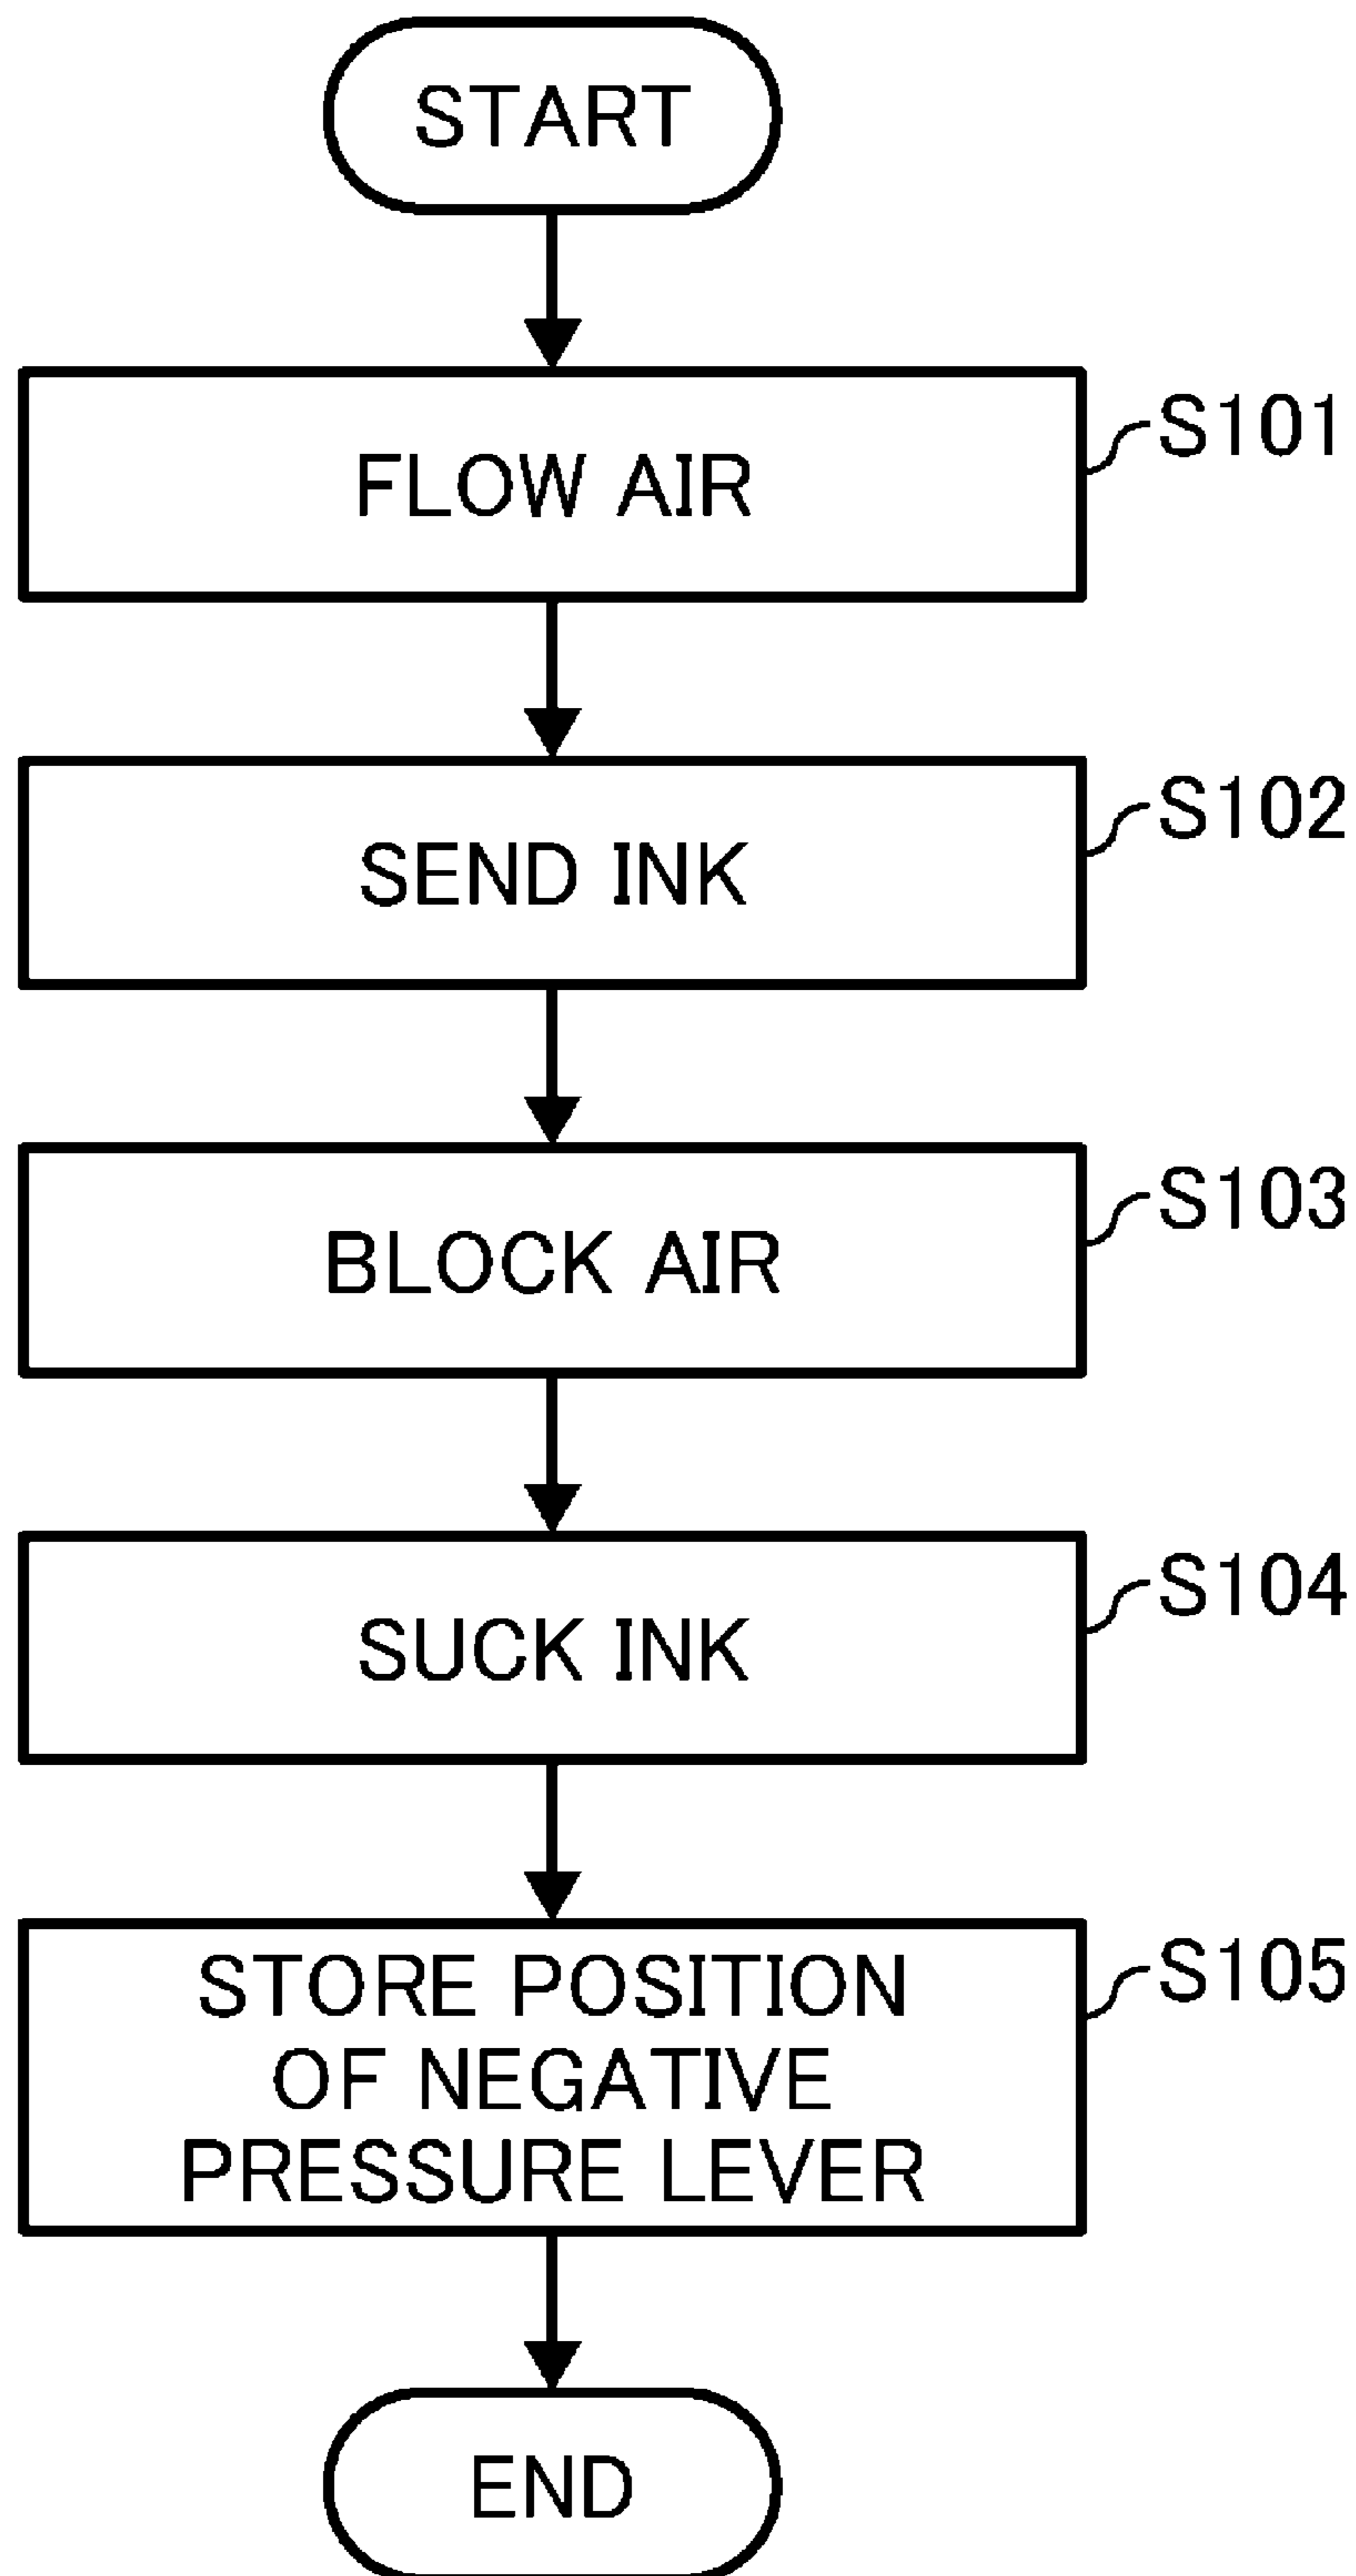 START
FLOW AIR
S101
SEND INK
S102
BLOCK AIR
S103
SUCK INK
S104
STORE POSITION
OF NEGATIVE
PRESSURE LEVER
S105
END